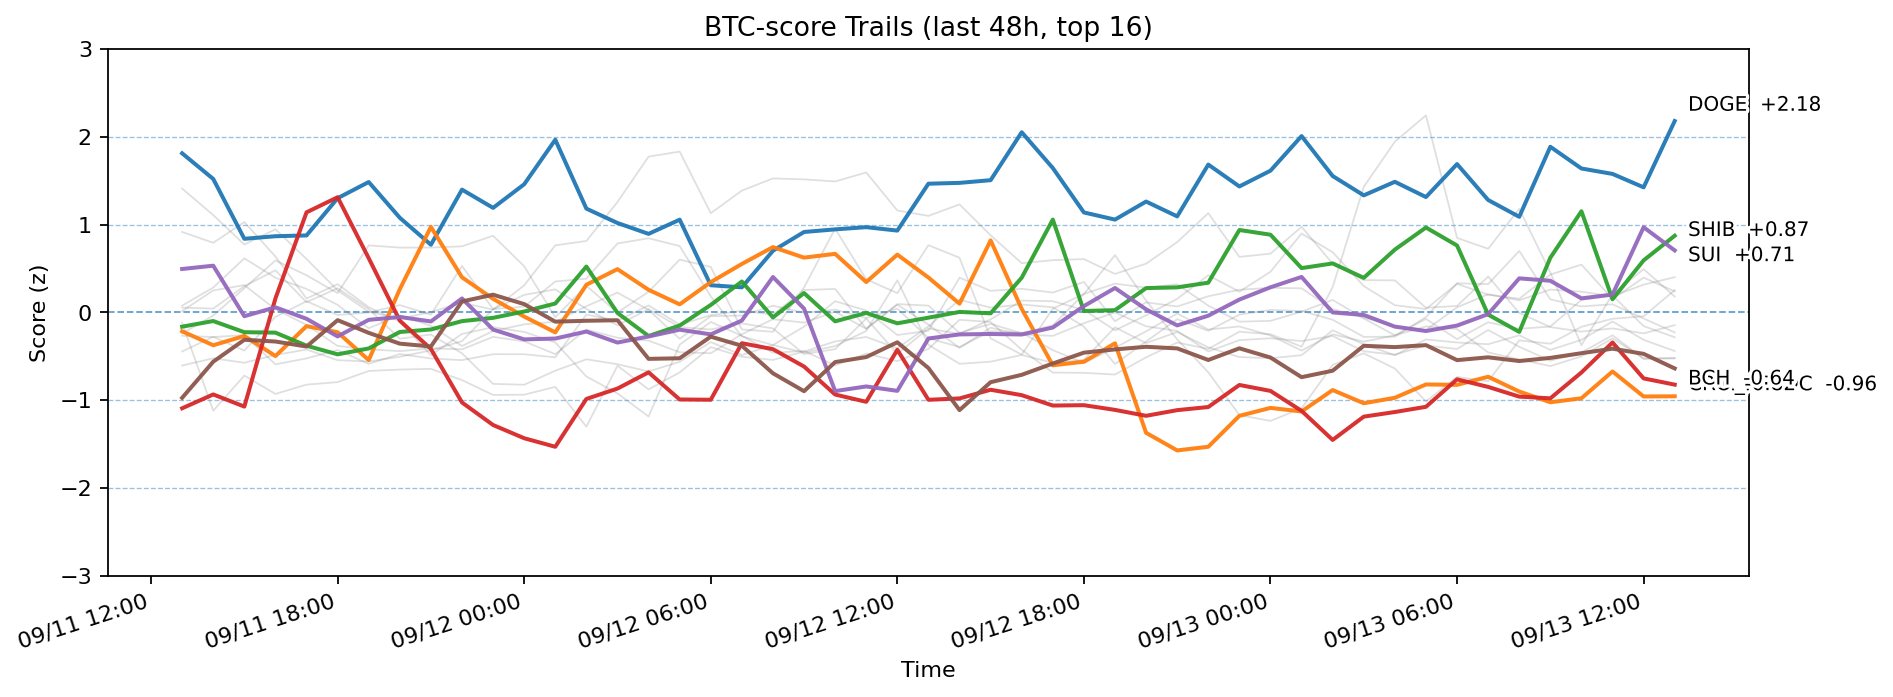 BTC-score Trails (last 48h, top 16)
3
2
1
0
−1
−2
−3
Score (z)
DOGE +2.18
SHIB +0.87
SUI +0.71
BCH -0.64
-0.96
09/11 12:00
09/11 18:00
09/12 00:00
09/12 06:00
09/12 12:00
09/12 18:00
09/13 00:00
09/13 06:00
09/13 12:00
Time